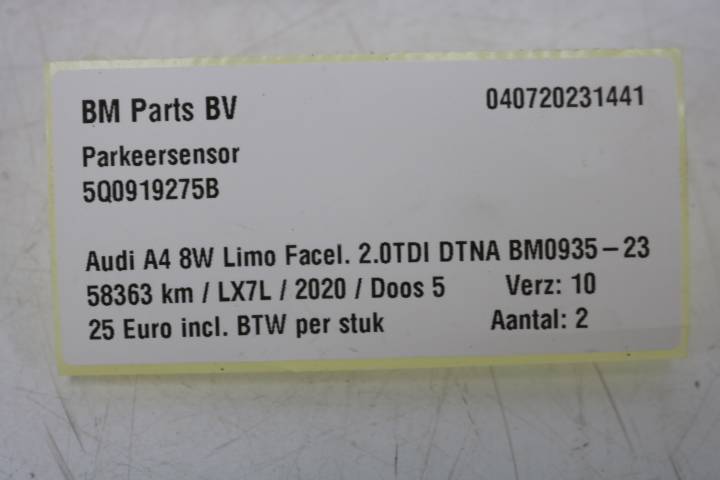 BM Parts BV 040720231441
Parkeersensor
5Q0919275B
Audi A4 8W Limo Facel. 2.0TDI DTNA BM0935-23
58363 km / LX7L / 2020 / Doos 5 Verz: 10
25 Euro incl. BTW per stuk Aantal: 2